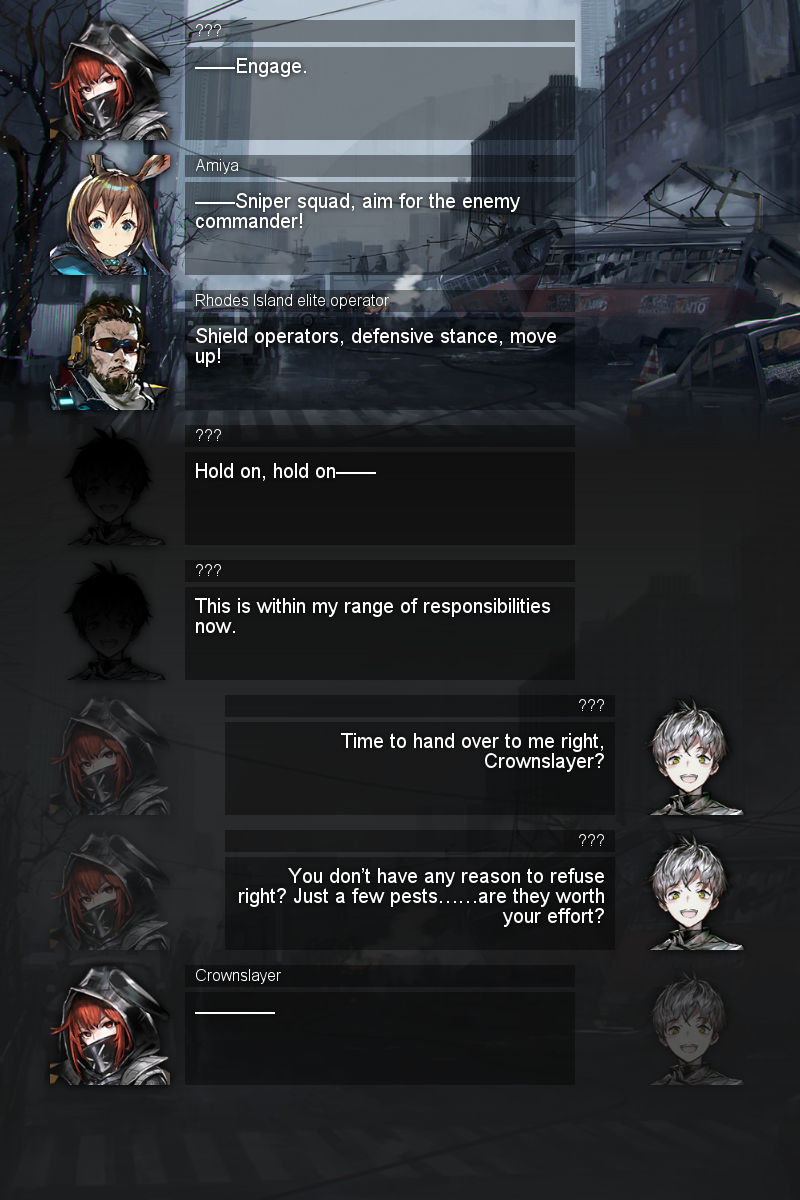 ???
——Engage.
Amiya
——Sniper squad, aim for the enemy
commander!
Rhodes Island elite operator
Shield operators, defensive stance, move
up!
???
Hold on, hold on——
???
This is within my range of responsibilities
now.
???
Time to hand over to me right,
Crownslayer?
???
You don’t have any reason to refuse
right? Just a few pests……are they worth
your effort?
Crownslayer
————